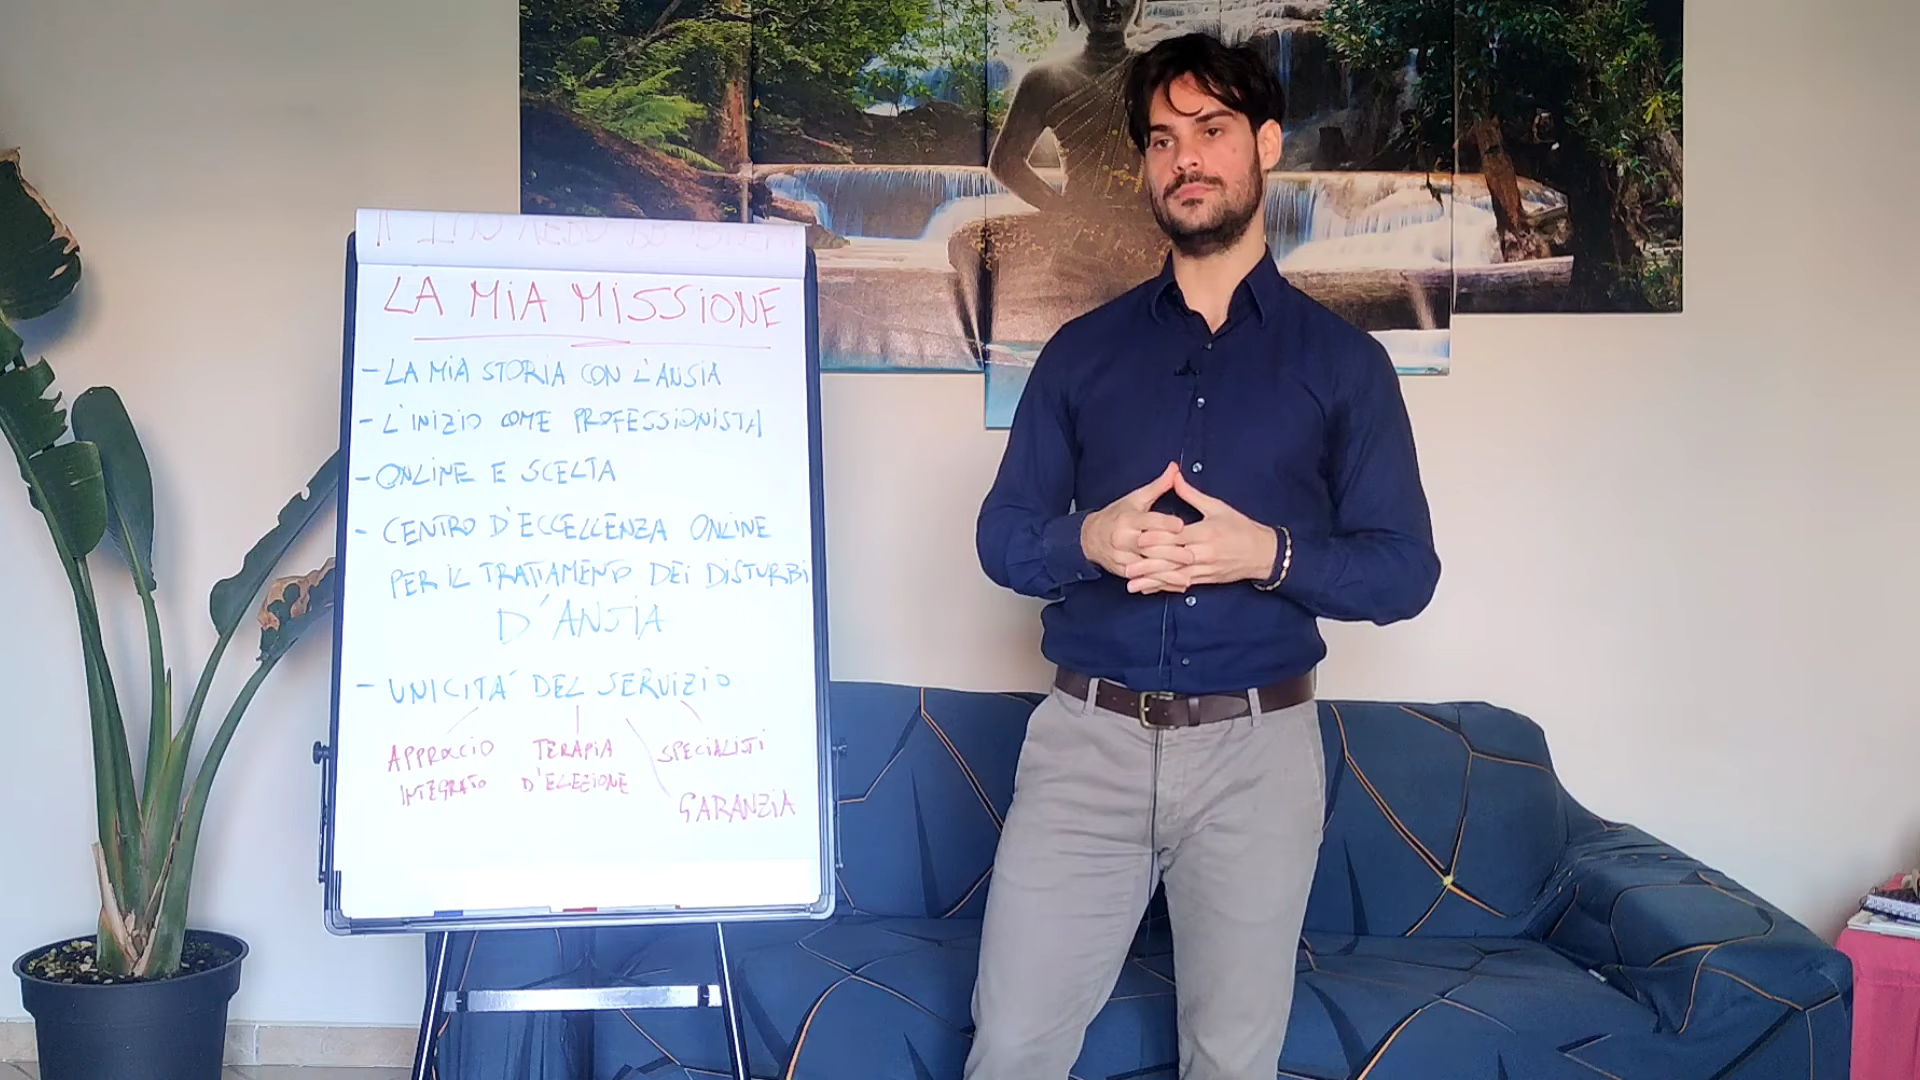 LA MIA MISSIONE
- LA MIA STORIA CON L'ANSIA
- L'INIZIO COME PROFESSIONISTA
- ONLINE E SCELTA
- CENTRO D'ECCELLENZA ONLINE
PER IL TRATTAMENTO DEI DISTURBI
D'ANSIA
- UNICITA' DEL SERVIZIO
APPROCCIO TERAPIA SPECIALISTI
INTEGRATO D'ELEZIONE
GARANZIA